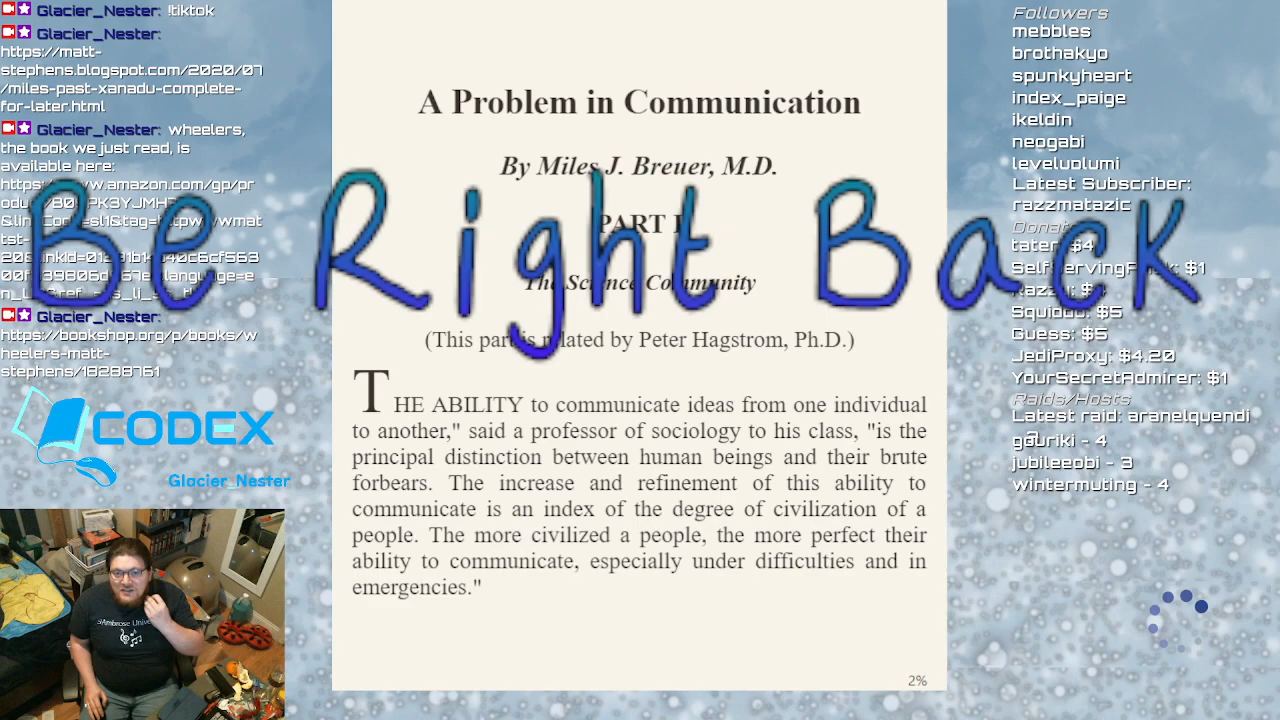 Glacier_Nester: !tiktok
Glacier_Nester:
https://matt-
stephens.blogspot.com/2020/07
/miles-past-xanadu-complete-
for-later.html
Glacier_Nester: wheelers,
the book we just read, is
available here:
Glacier_Nester:
https://bookshop.org/p/books/w
heelers-matt-
stephens/18288761
CODEX
Glacier_Nester
A Problem in Communication
By Miles J. Breuer, M.D.
PART I
The Science Community
(This part is related by Peter Hagstrom, Ph.D.)
THE ABILITY to communicate ideas from one individual
to another," said a professor of sociology to his class, "is the
principal distinction between human beings and their brute
forbears. The increase and refinement of this ability to
communicate is an index of the degree of civilization of a
people. The more civilized a people, the more perfect their
ability to communicate, especially under difficulties and in
emergencies."
2%
Be Right Back
Followers
mebbles
brothakyo
spunkyheart
index_paige
ikeldin
neogabi
leveluolumi
Latest Subscriber:
razzmatazic
tater: $4
Squidoo: $5
Guess: $5
JediProxy: $4.20
YourSecretAdmirer: $1
Raids/Hosts
Latest raid: aranelquendi
gauriki - 4
jubileepbi - 3
wintermuting - 4